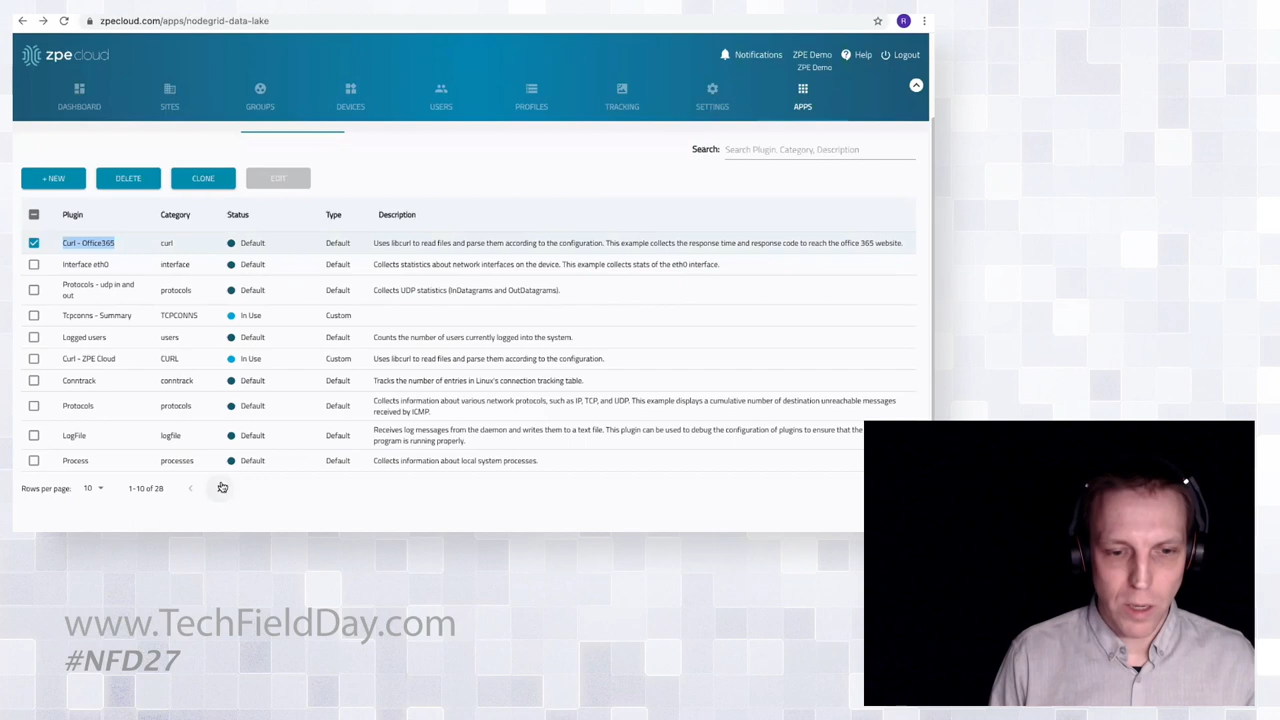 zpecloud.com/apps/nodegrid-data-lake
R
zpe cloud
Notifications
ZPE Demo
ZPE Demo
Help
Logout
DASHBOARD
SITES
GROUPS
DEVICES
USERS
PROFILES
TRACKING
SETTINGS
APPS
Search: Search Plugin, Category, Description
+ NEW
DELETE
CLONE
EDIT
Plugin Category Status Type Description
Curl - Office365 curl Default Default Uses libcurl to read files and parse them according to the configuration. This example collects the response time and response code to reach the office 365 website.
Interface eth0 interface Default Default Collects statistics about network interfaces on the device. This example collects stats of the eth0 interface.
Protocols - udp in and
out
protocols Default Default Collects UDP statistics (InDatagrams and OutDatagrams).
Tcpconns - Summary TCPCONNS In Use Custom
Logged users users Default Default Counts the number of users currently logged into the system.
Curl - ZPE Cloud CURL In Use Custom Uses libcurl to read files and parse them according to the configuration.
Conntrack conntrack Default Default Tracks the number of entries in Linux's connection tracking table.
Protocols protocols Default Default Collects information about various network protocols, such as IP, TCP, and UDP. This example displays a cumulative number of destination unreachable messages
received by ICMP.
LogFile logfile Default Default Receives log messages from the daemon and writes them to a text file. This plugin can be used to debug the configuration of plugins to ensure that the
program is running properly.
Process processes Default Default Collects information about local system processes.
Rows per page: 10 1-10 of 28
www.TechFieldDay.com
#NFD27